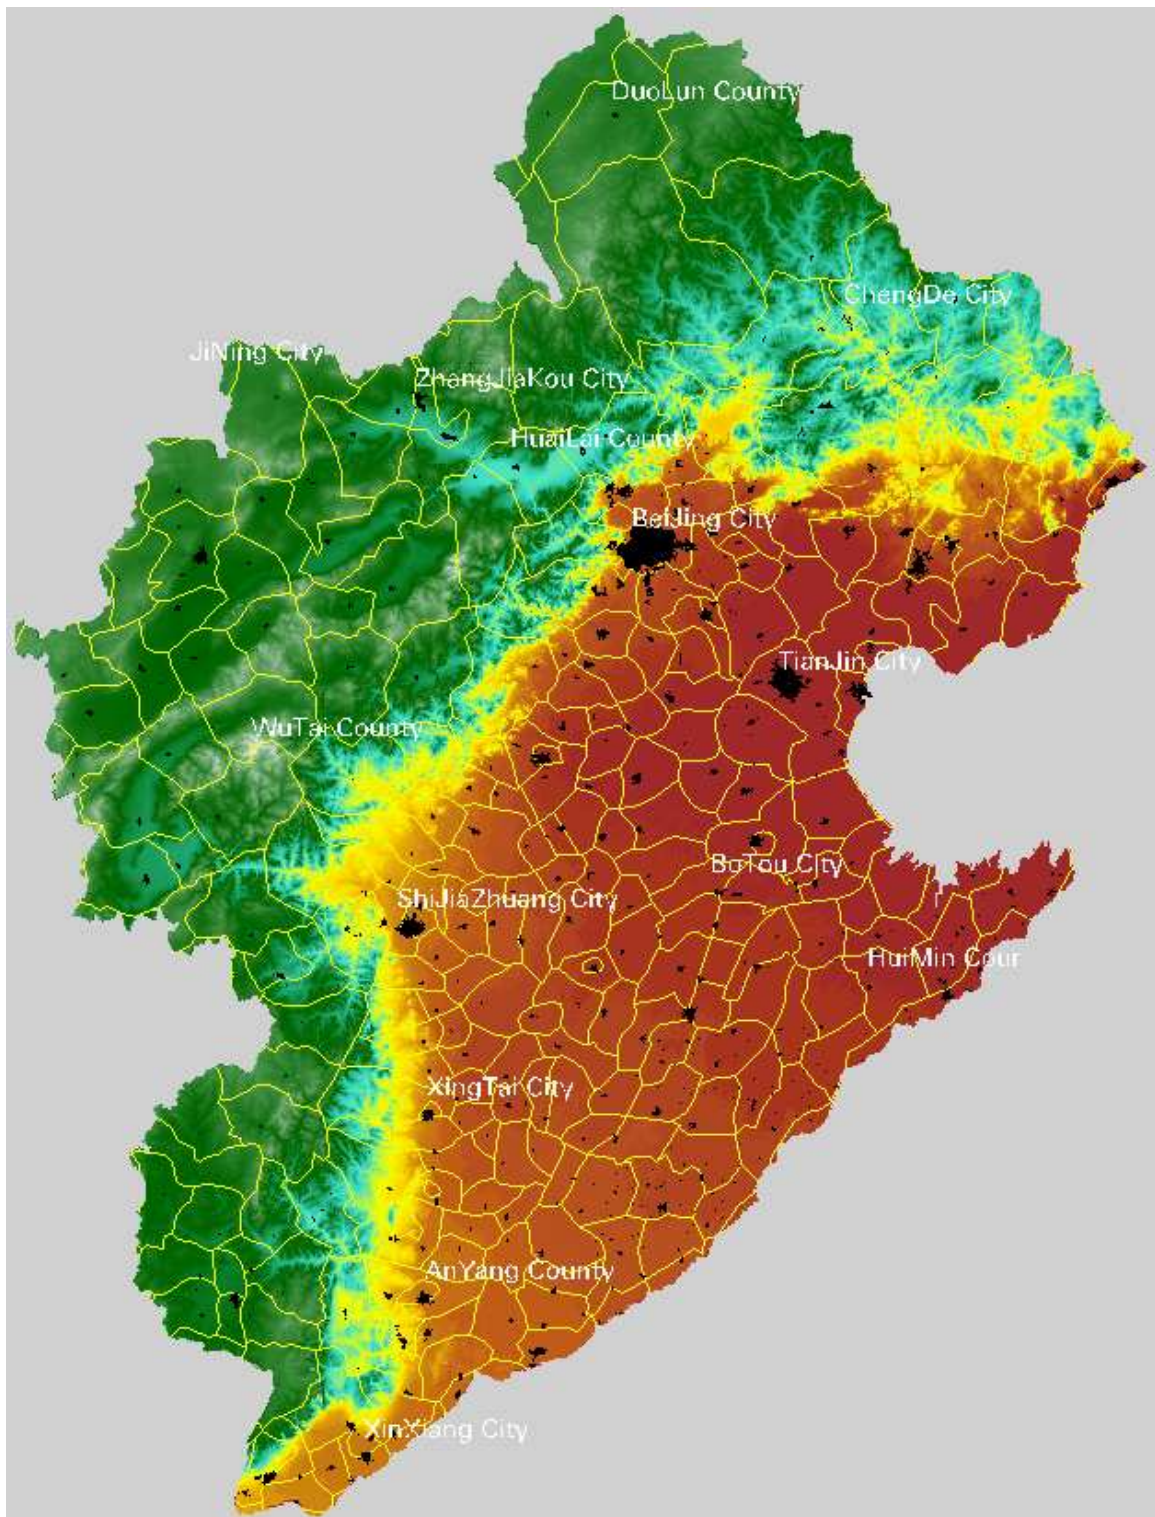 DuoLun County
ChengDe City
JiNing City
ZhangJiaKou City
HuaiLai County
BeiJing City
TianJin City
WuTai County
BoTou City
ShiJiaZhuang City
HuiMin Cour
XingTai City
AnYang County
XinXiang City